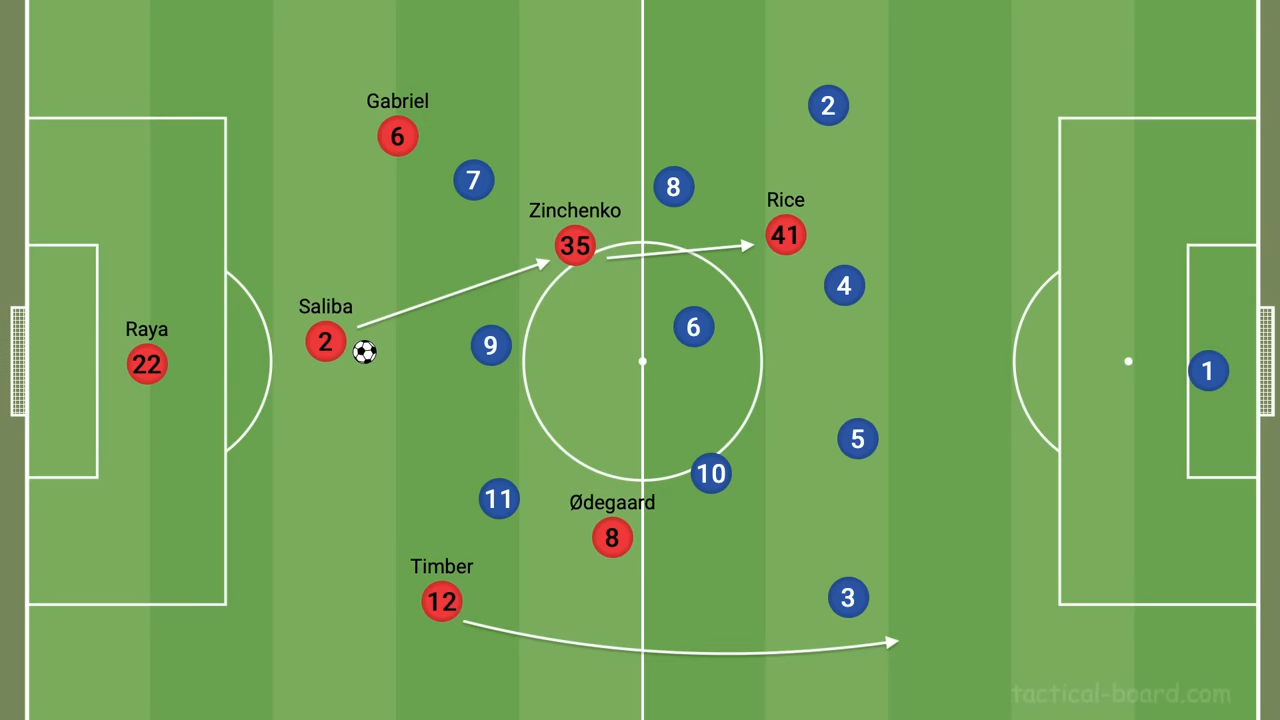 Gabriel
6
2
7
8
Zinchenko
35
Rice
41
4
Saliba
2
Raya
22
9
6
1
5
10
11
Ødegaard
8
Timber
12
3
tactical-board.com